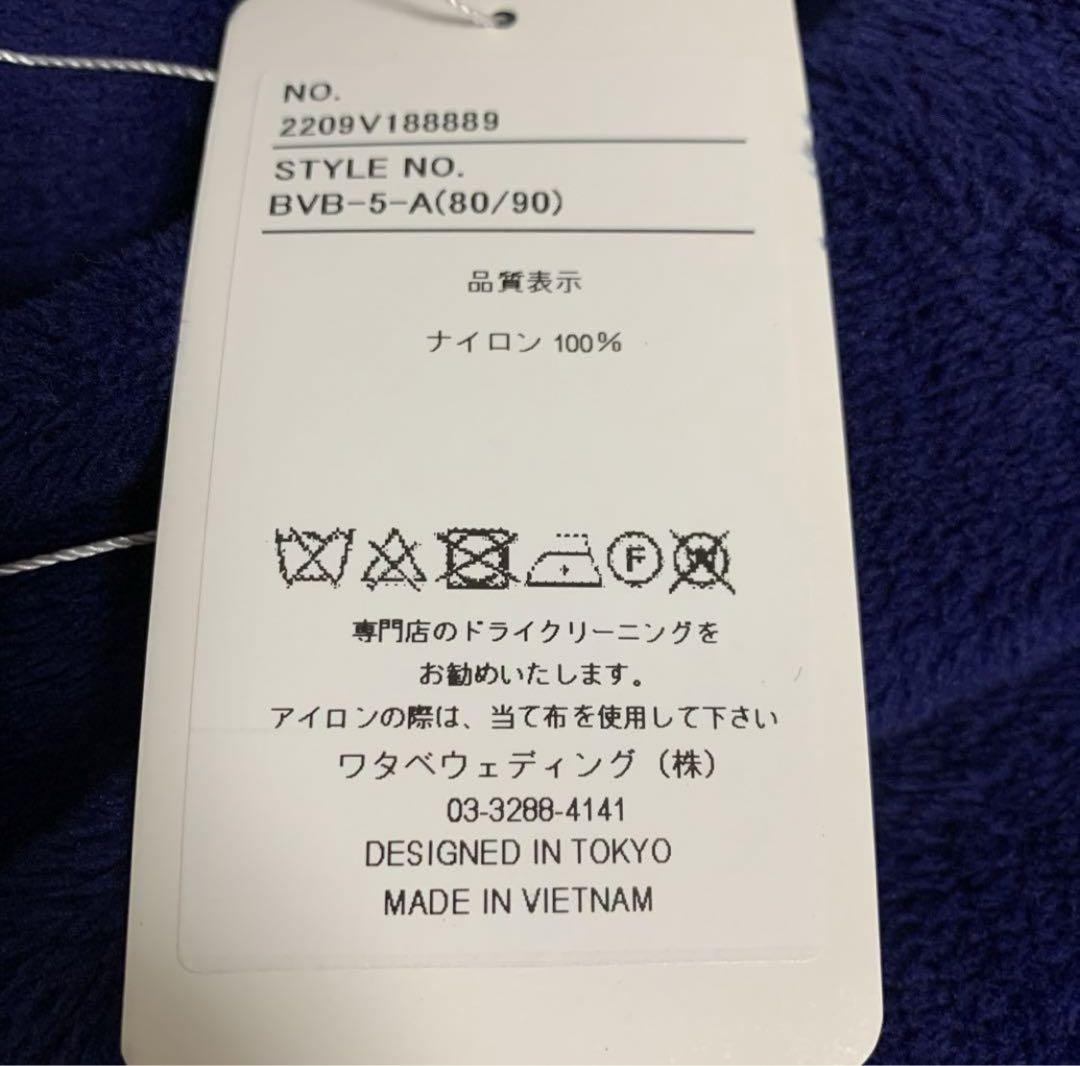 NO.
2209V188889
STYLE NO.
BVB-5-A(80/90)
品質表示
ナイロン 100%
F W
専門店のドライクリーニングを
お勧めいたします。
アイロンの際は、当て布を使用して下さい
ワタベウェディング（株）
03-3288-4141
DESIGNED IN TOKYO
MADE IN VIETNAM